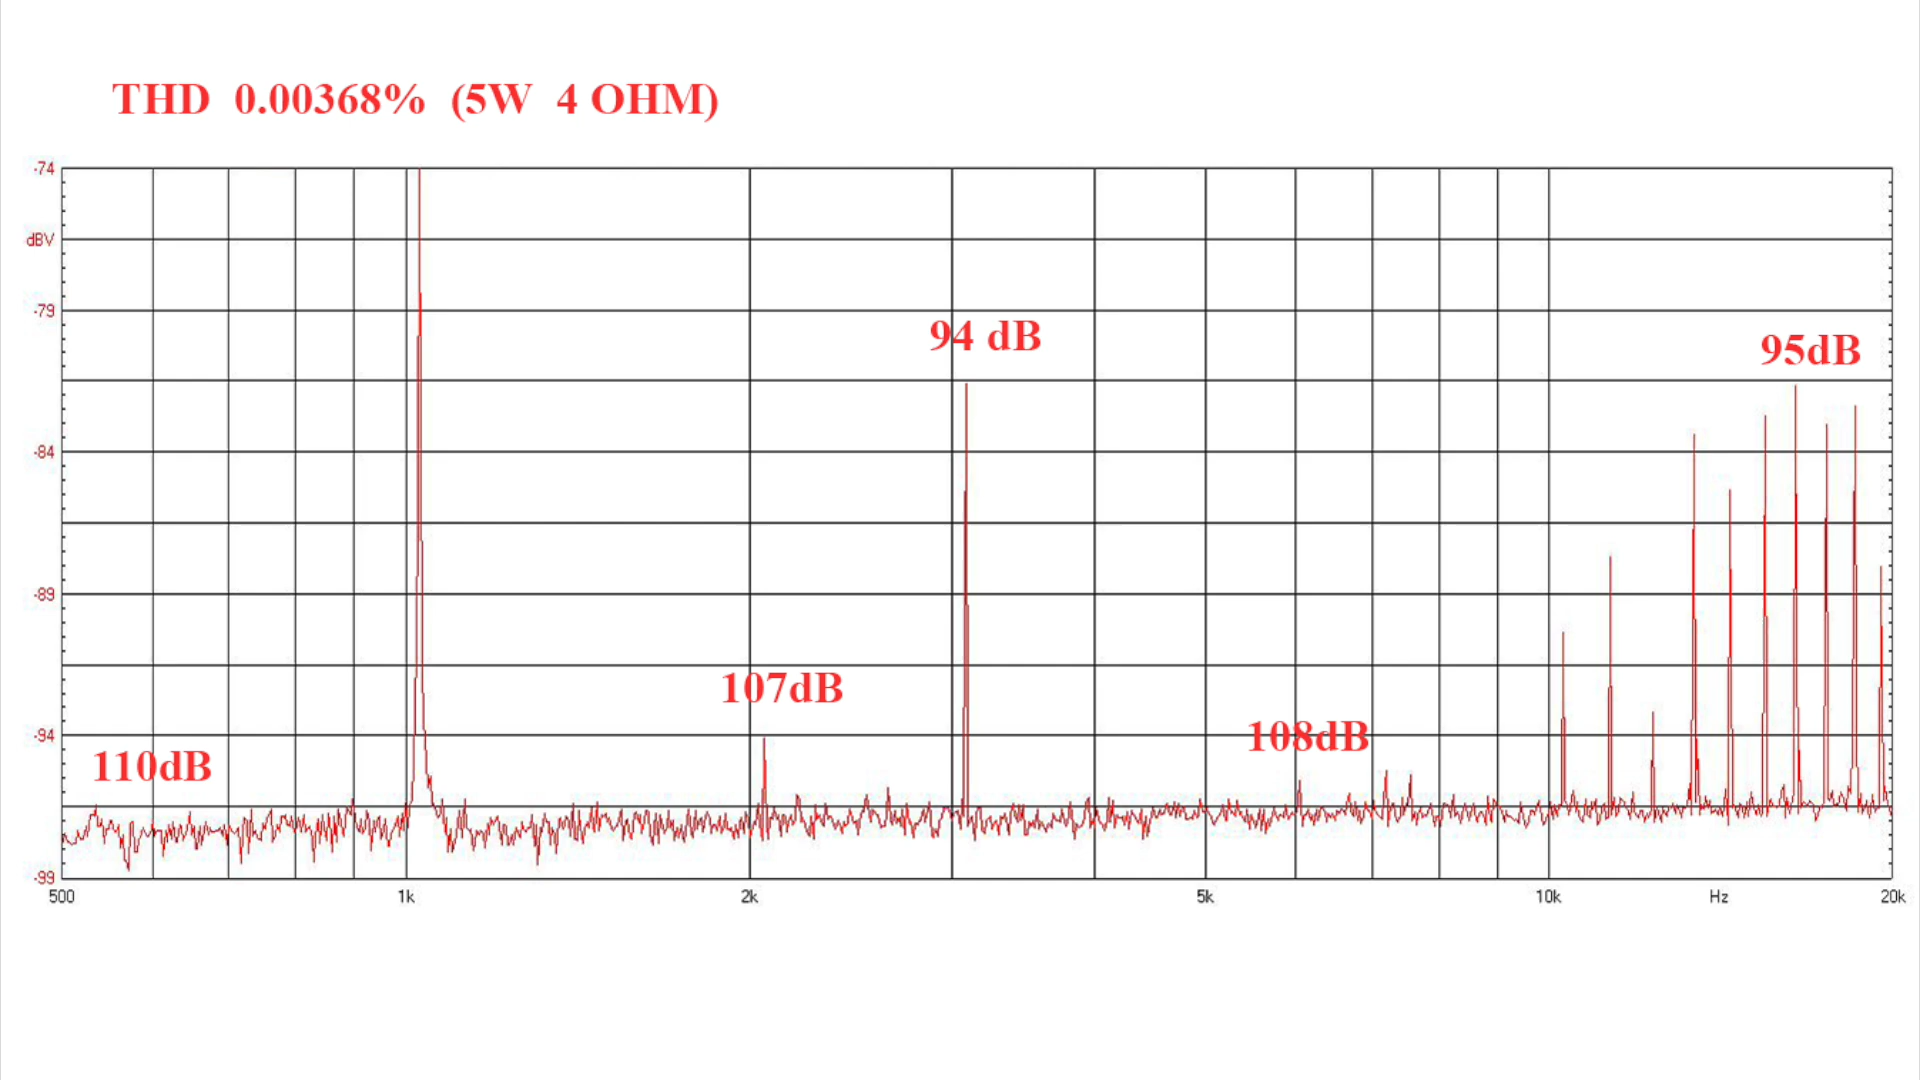 THD 0.00368% (5W 4 OHM)
-74
dBV
-79
94 dB
95dB
-84
-89
107dB
-94
108dB
110dB
-99
500 1k 2k 5k 10k Hz 20k